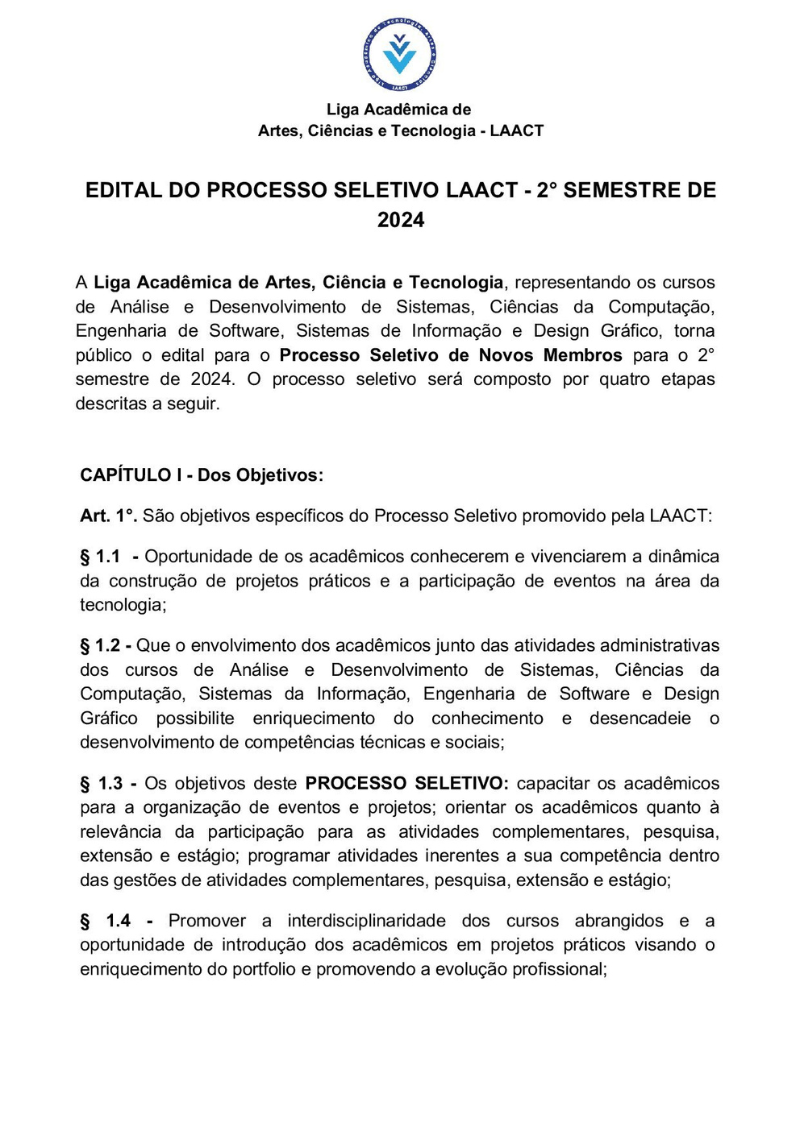 Liga Acadêmica de
Artes, Ciências e Tecnologia - LAACT
EDITAL DO PROCESSO SELETIVO LAACT - 2° SEMESTRE DE
2024
A Liga Acadêmica de Artes, Ciência e Tecnologia, representando os cursos
de Análise e Desenvolvimento de Sistemas, Ciências da Computação,
Engenharia de Software, Sistemas de Informação e Design Gráfico, torna
público o edital para o Processo Seletivo de Novos Membros para o 2°
semestre de 2024. O processo seletivo será composto por quatro etapas
descritas a seguir.
CAPÍTULO I - Dos Objetivos:
Art. 1°. São objetivos específicos do Processo Seletivo promovido pela LAACT:
§ 1.1 - Oportunidade de os acadêmicos conhecerem e vivenciarem a dinâmica
da construção de projetos práticos e a participação de eventos na área da
tecnologia;
§ 1.2 - Que o envolvimento dos acadêmicos junto das atividades administrativas
dos cursos de Análise e Desenvolvimento de Sistemas, Ciências da
Computação, Sistemas da Informação, Engenharia de Software e Design
Gráfico possibilite enriquecimento do conhecimento e desencadeie o
desenvolvimento de competências técnicas e sociais;
§ 1.3 - Os objetivos deste PROCESSO SELETIVO: capacitar os acadêmicos
para a organização de eventos e projetos; orientar os acadêmicos quanto à
relevância da participação para as atividades complementares, pesquisa,
extensão e estágio; programar atividades inerentes a sua competência dentro
das gestões de atividades complementares, pesquisa, extensão e estágio;
§ 1.4 - Promover a interdisciplinaridade dos cursos abrangidos e a
oportunidade de introdução dos acadêmicos em projetos práticos visando o
enriquecimento do portfolio e promovendo a evolução profissional;